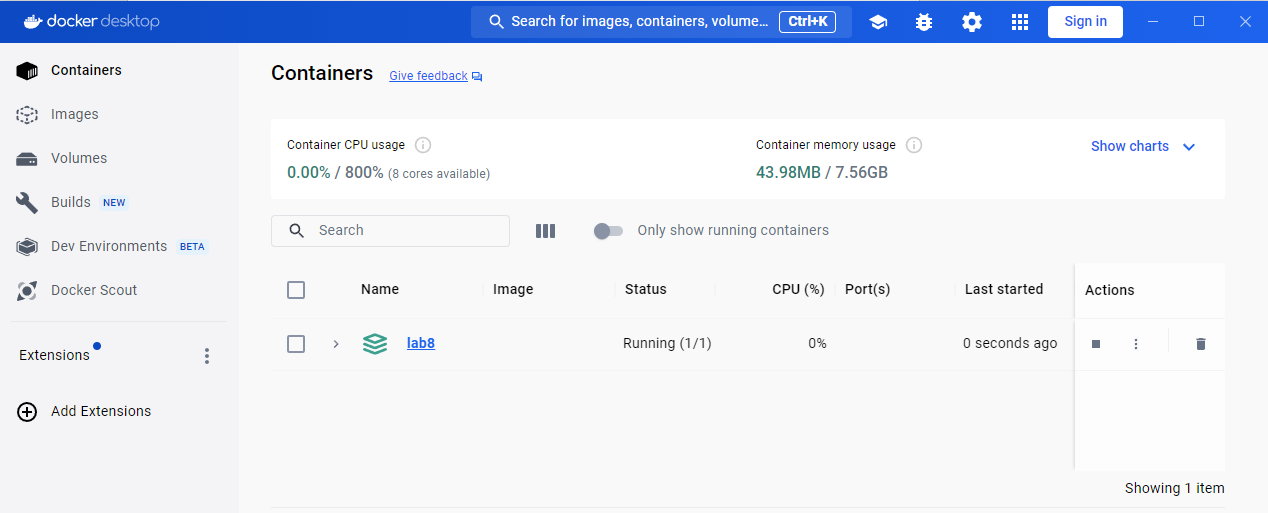 docker desktop Search for images, containers, volume... Ctrl+K Sign in
Containers
Images
Volumes
Builds NEW
Dev Environments BETA
Docker Scout
Extensions
Add Extensions
Containers Give feedback
Container CPU usage
0.00% / 800% (8 cores available)
Container memory usage
43.98MB / 7.56GB
Show charts
Search
Only show running containers
Name Image Status CPU (%) Port(s) Last started Actions
lab8 Running (1/1) 0% 0 seconds ago
Showing 1 item